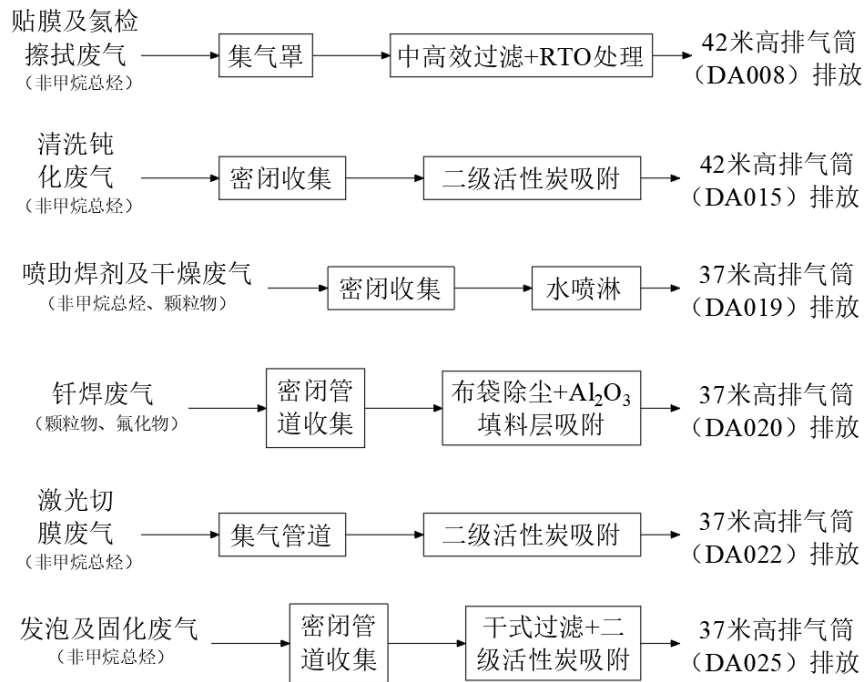 贴膜及氦检
擦拭废气
（非甲烷总烃）
集气罩
中高效过滤+RTO处理
42米高排气筒
（DA008）排放
清洗钝
化废气
（非甲烷总烃）
密闭收集
二级活性炭吸附
42米高排气筒
（DA015）排放
喷助焊剂及干燥废气
（非甲烷总烃、颗粒物）
密闭收集
水喷淋
37米高排气筒
（DA019）排放
钎焊废气
（颗粒物、氟化物）
密闭管
道收集
布袋除尘+Al₂O₃
填料层吸附
37米高排气筒
（DA020）排放
激光切
膜废气
（非甲烷总烃）
集气管道
二级活性炭吸附
37米高排气筒
（DA022）排放
发泡及固化废气
（非甲烷总烃）
密闭管
道收集
干式过滤+二
级活性炭吸附
37米高排气筒
（DA025）排放